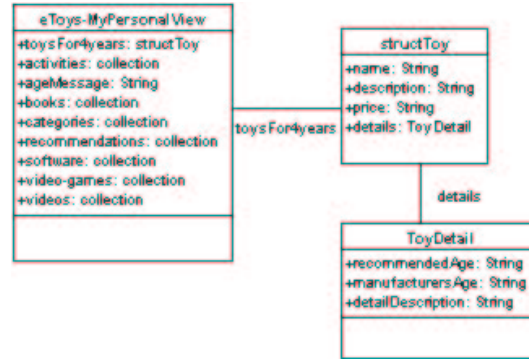 eToys-MyPersonalView
+toysFor4years: structToy
+activities: collection
+ageMessage: String
+books: collection
+categories: collection
+recommendations: collection
+software: collection
+video-games: collection
+videos: collection
toysFor4years
structToy
+name: String
+description: String
+price: String
+details: ToyDetail
details
ToyDetail
+recommendedAge: String
+manufacturersAge: String
+detailDescription: String